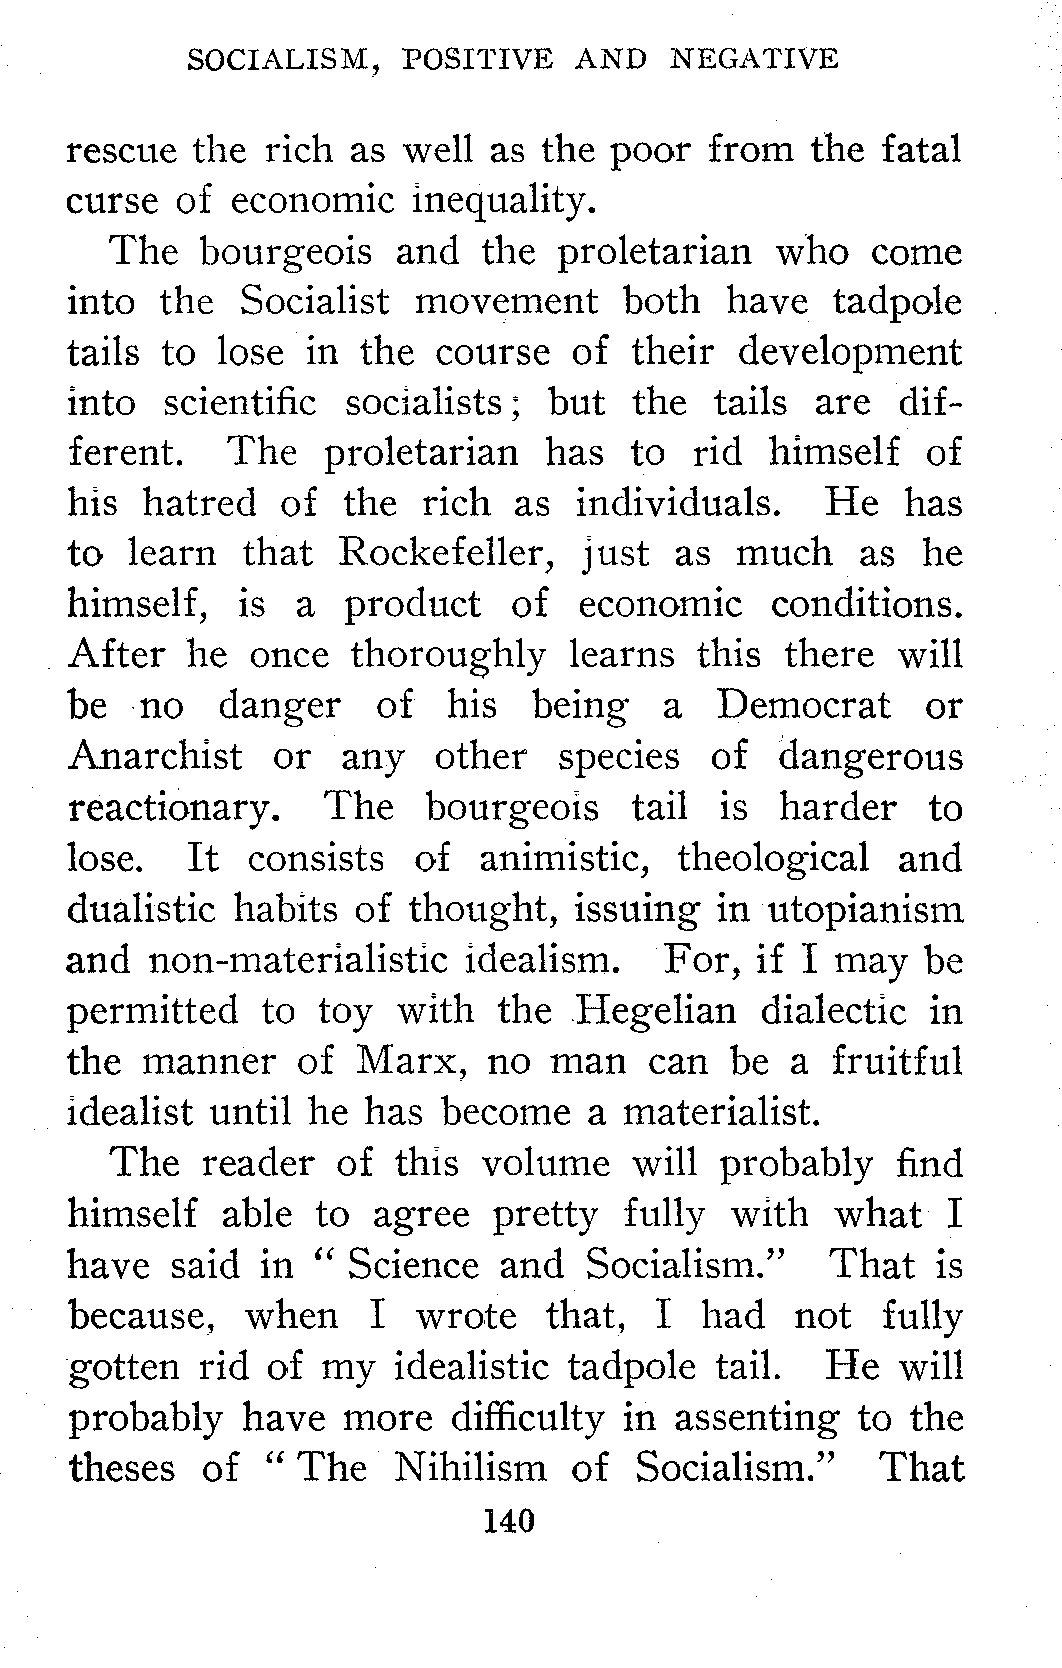 SOCIALISM, POSITIVE AND NEGATIVE
rescue the rich as well as the poor from the fatal
curse of economic inequality.
The bourgeois and the proletarian who come
into the Socialist movement both have tadpole
tails to lose in the course of their development
into scientific socialists; but the tails are dif-
ferent. The proletarian has to rid himself of
his hatred of the rich as individuals. He has
to learn that Rockefeller, just as much as he
himself, is a product of economic conditions.
After he once thoroughly learns this there will
be no danger of his being a Democrat or
Anarchist or any other species of dangerous
reactionary. The bourgeois tail is harder to
lose. It consists of animistic, theological and
dualistic habits of thought, issuing in utopianism
and non-materialistic idealism. For, if I may be
permitted to toy with the Hegelian dialectic in
the manner of Marx, no man can be a fruitful
idealist until he has become a materialist.
The reader of this volume will probably find
himself able to agree pretty fully with what I
have said in “ Science and Socialism.” That is
because, when I wrote that, I had not fully
gotten rid of my idealistic tadpole tail. He will
probably have more difficulty in assenting to the
theses of “ The Nihilism of Socialism.” That
140